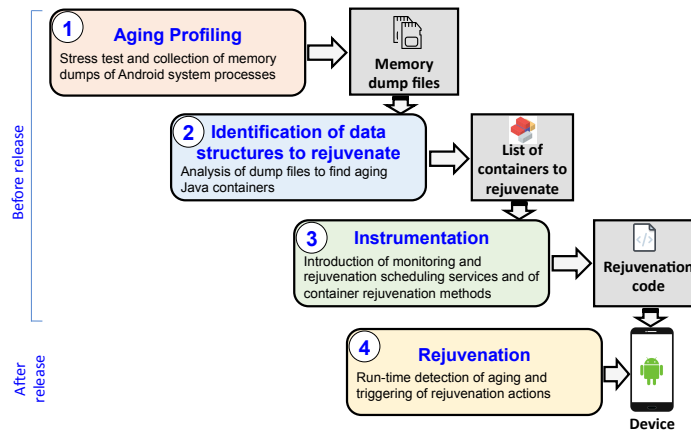 1
Aging Profiling
Stress test and collection of memory
dumps of Android system processes
Memory
dump files
2
Identification of data
structures to rejuvenate
Analysis of dump files to find aging
Java containers
List of
containers to
rejuvenate
3
Instrumentation
Introduction of monitoring and
rejuvenation scheduling services and of
container rejuvenation methods
</>
Rejuvenation
code
4
Rejuvenation
Run-time detection of aging and
triggering of rejuvenation actions
Device
Before release
After
release